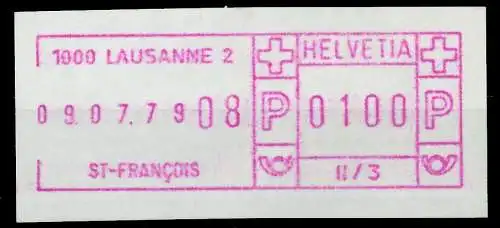 1000 LAUSANNE 2
HELVETIA
09.07.79 08 P 0100 P
ST-FRANÇOIS
II/3